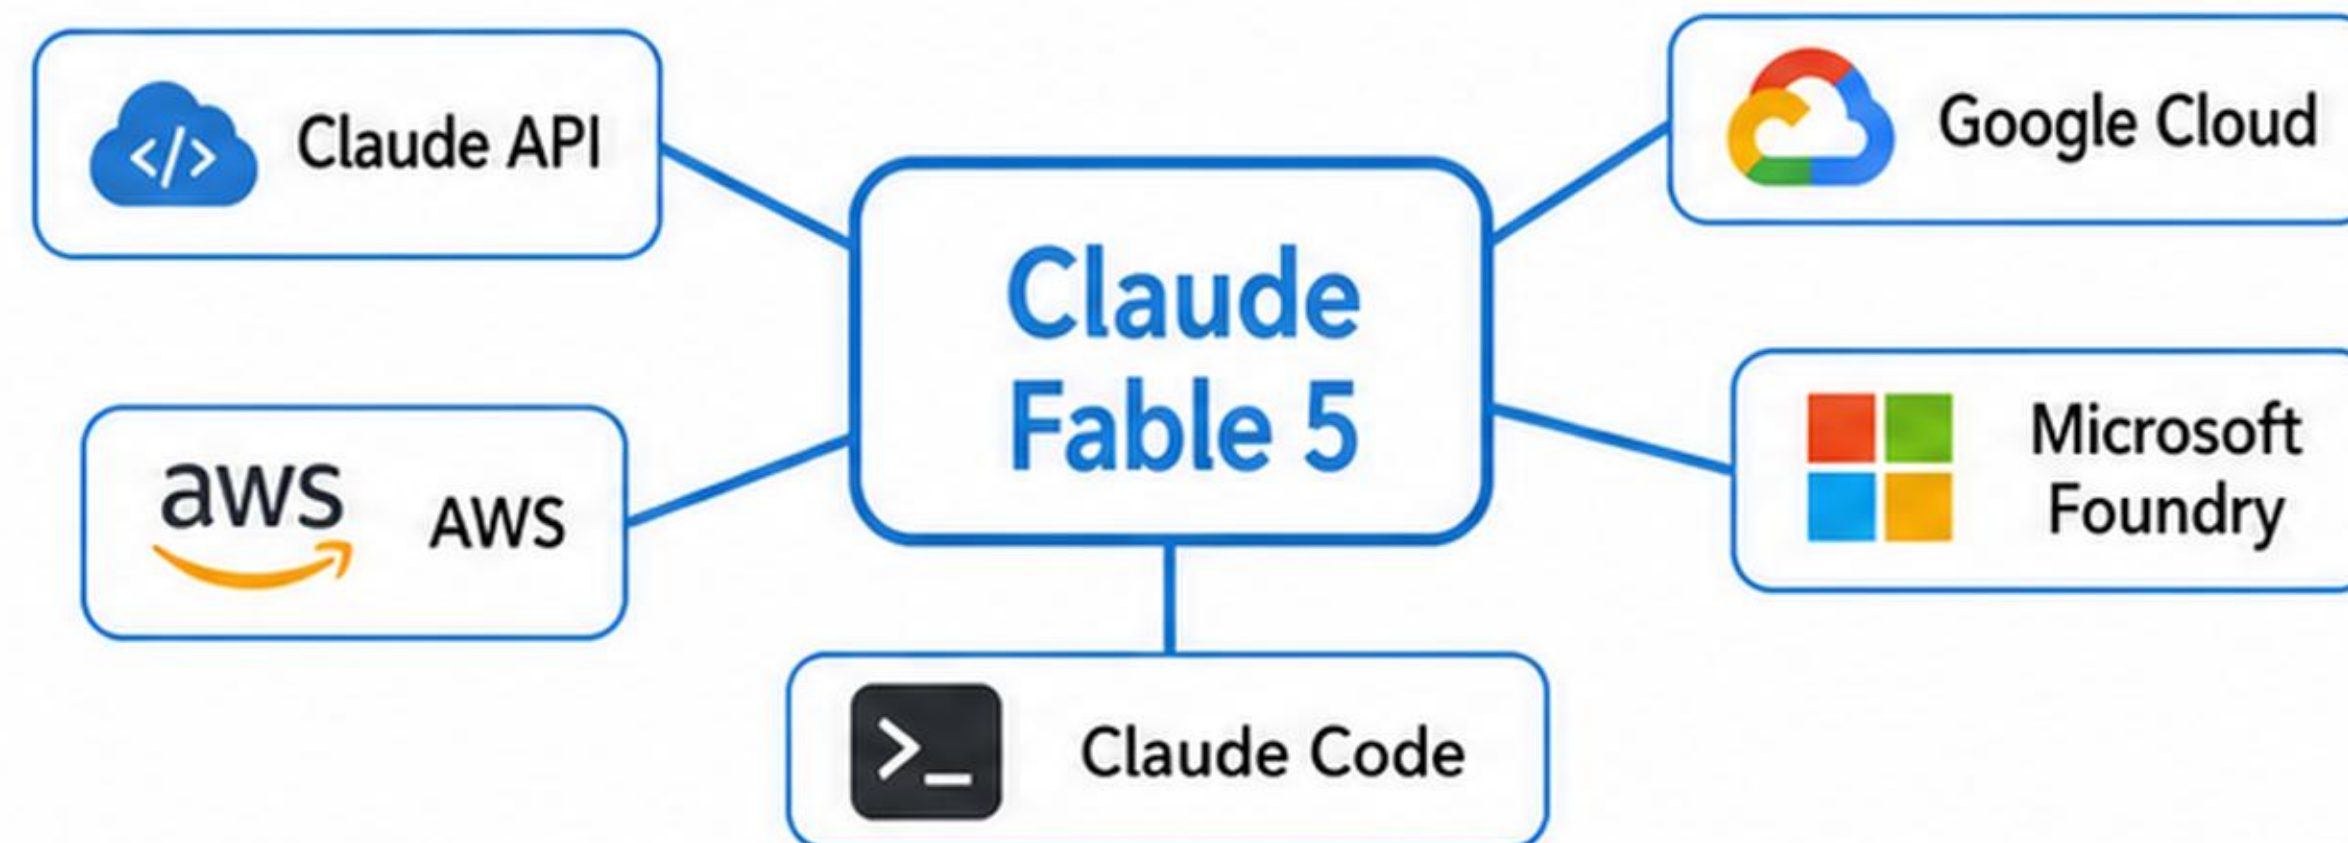 Claude API
Google Cloud
Claude
Fable 5
aws
AWS
Microsoft
Foundry
>_
Claude Code